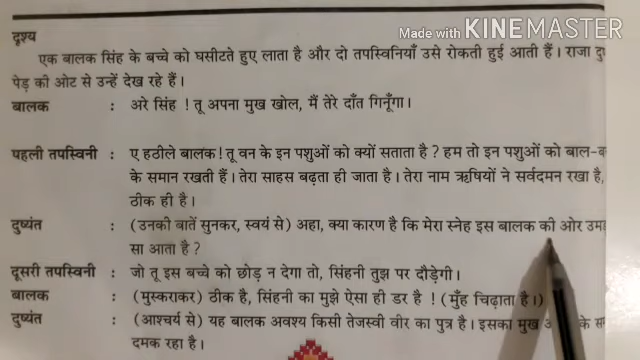 Made with KINEMASTER
दृश्य
एक बालक सिंह के बच्चे को घसीटते हुए लाता है और दो तपस्विनियाँ उसे रोकती हुई आती हैं। राजा
पेड़ की ओट से उन्हें देख रहे हैं।
बालक : अरे सिंह ! तू अपना मुख खोल, मैं तेरे दाँत गिनूँगा।
पहली तपस्विनी : ए हठीले बालक! तू वन के इन पशुओं को क्यों सताता है ? हम तो इन पशुओं को बाल-
के समान रखती हैं। तेरा साहस बढ़ता ही जाता है। तेरा नाम ऋषियों ने सर्वदमन रखा है,
ठीक ही है।
दुष्यंत : (उनकी बातें सुनकर, स्वयं से) अहा, क्या कारण है कि मेरा स्नेह इस बालक की ओर
सा आता है ?
दूसरी तपस्विनी : जो तू इस बच्चे को छोड़ न देगा तो, सिंहनी तुझ पर दौड़ेगी।
बालक : (मुस्कराकर) ठीक है, सिंहनी का मुझे ऐसा ही डर है ! (मुँह चिढ़ाता है।)
दुष्यंत : (आश्चर्य से) यह बालक अवश्य किसी तेजस्वी वीर का पुत्र है। इसका मुख के
दमक रहा है।